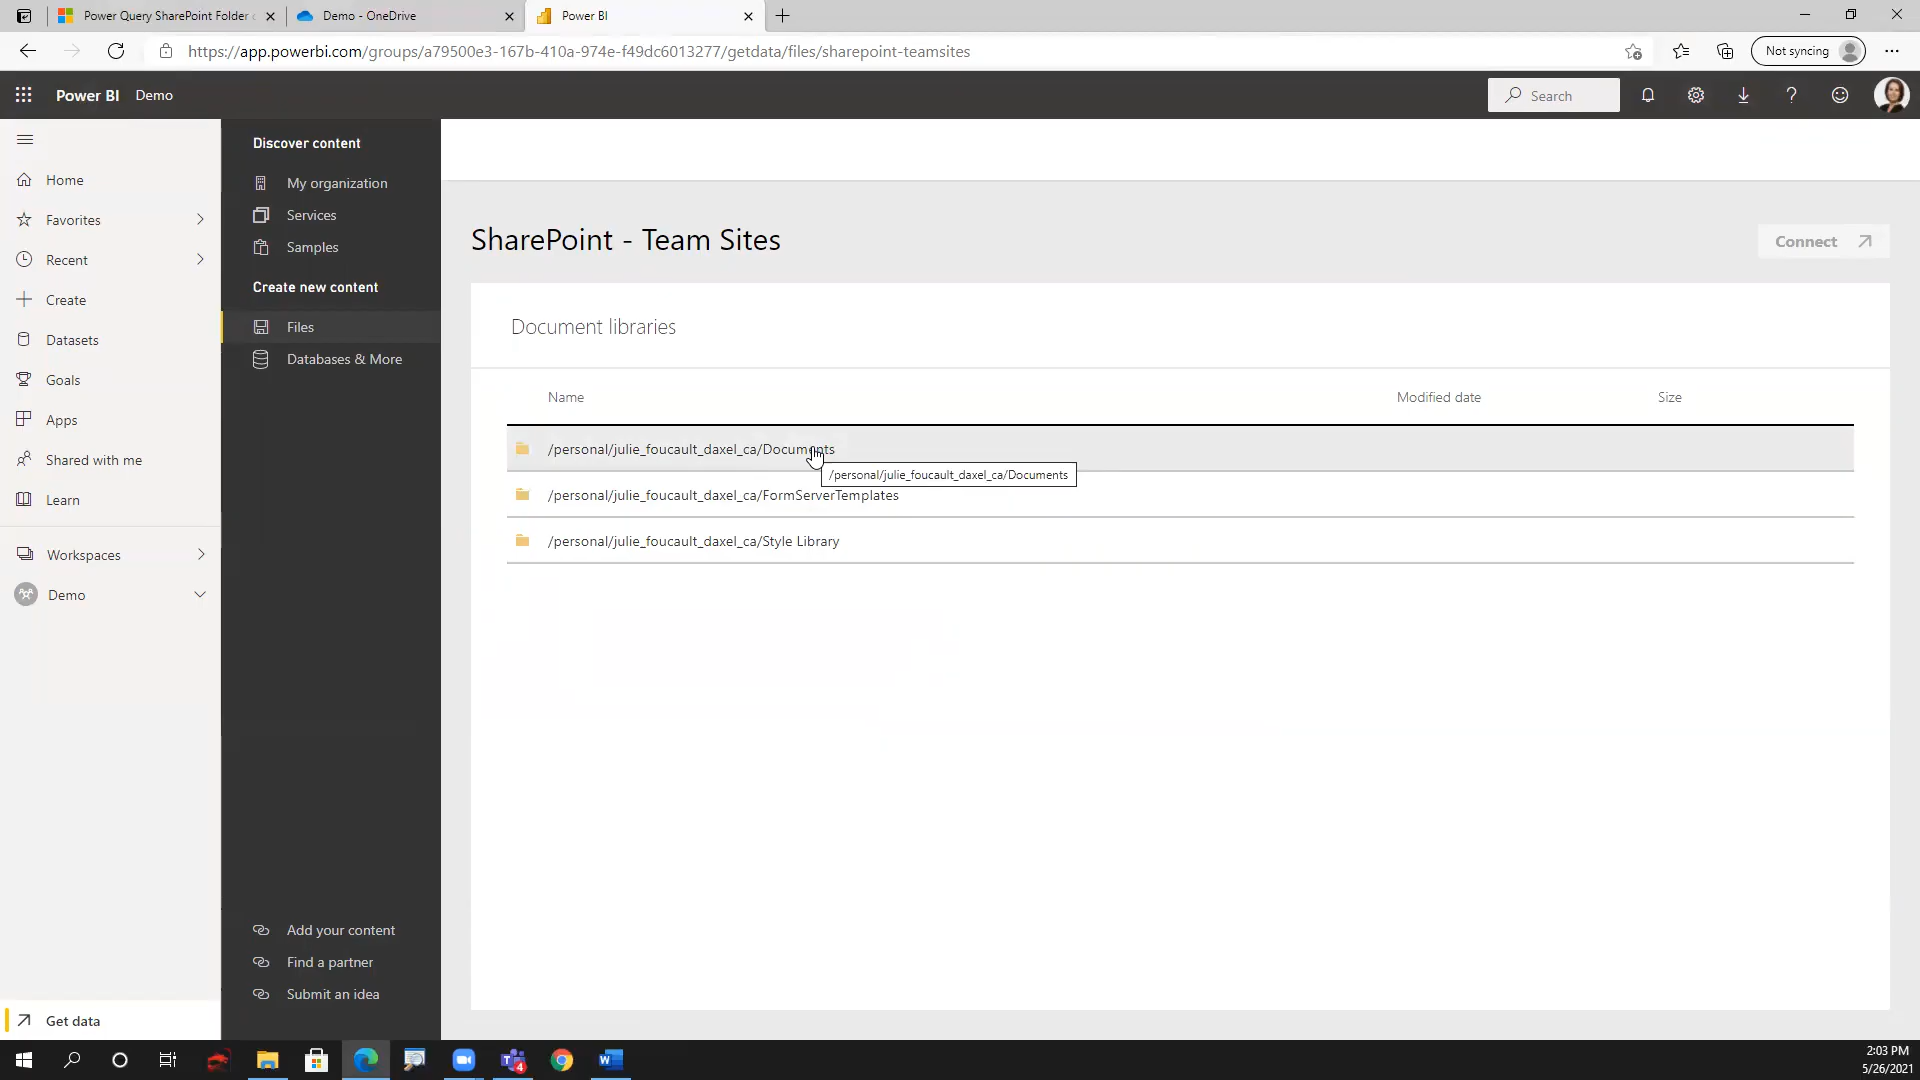 Power Query SharePoint Folder c
Demo - OneDrive
Power BI
https://app.powerbi.com/groups/a79500e3-167b-410a-974e-f49dc6013277/getdata/files/sharepoint-teamsites
Not syncing
Power BI
Demo
Search
Home
Favorites
Recent
Create
Datasets
Goals
Apps
Shared with me
Learn
Workspaces
Demo
Get data
Discover content
My organization
Services
Samples
Create new content
Files
Databases & More
Add your content
Find a partner
Submit an idea
SharePoint - Team Sites
Connect
Document libraries
Name
Modified date
Size
/personal/julie_foucault_daxel_ca/Documents
/personal/julie_foucault_daxel_ca/Documents
/personal/julie_foucault_daxel_ca/FormServerTemplates
/personal/julie_foucault_daxel_ca/Style Library
4
2:03 PM
5/26/2021